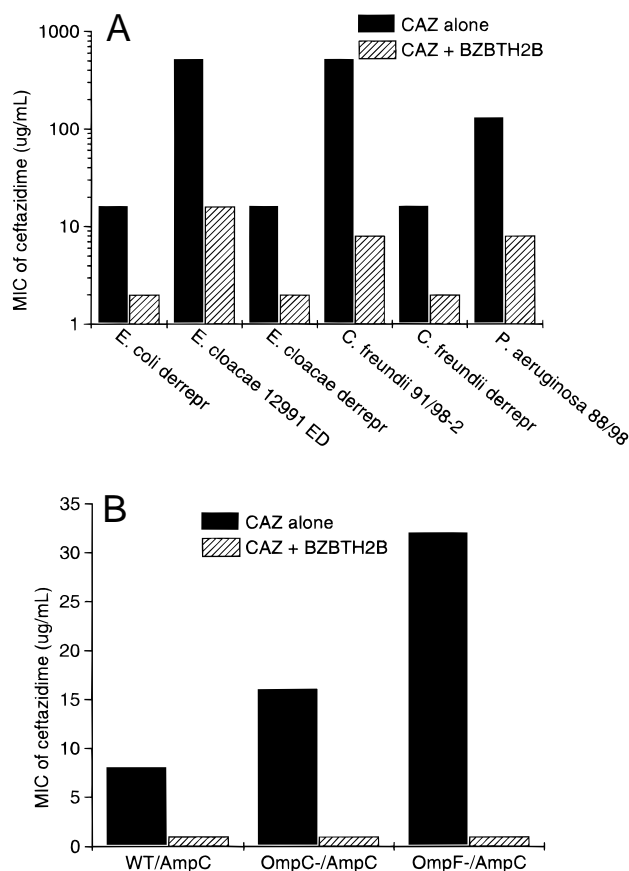 A
CAZ alone
CAZ + BZBTH2B
MIC of ceftazidime (ug/mL)
1000
100
10
1
E. coli derrepr
E. cloacae 12991 ED
E. cloacae derrepr
C. freundii 91/98-2
C. freundii derrepr
P. aeruginosa 88/98
B
CAZ alone
CAZ + BZBTH2B
MIC of ceftazidime (ug/mL)
35
30
25
20
15
10
5
0
WT/AmpC
OmpC-/AmpC
OmpF-/AmpC